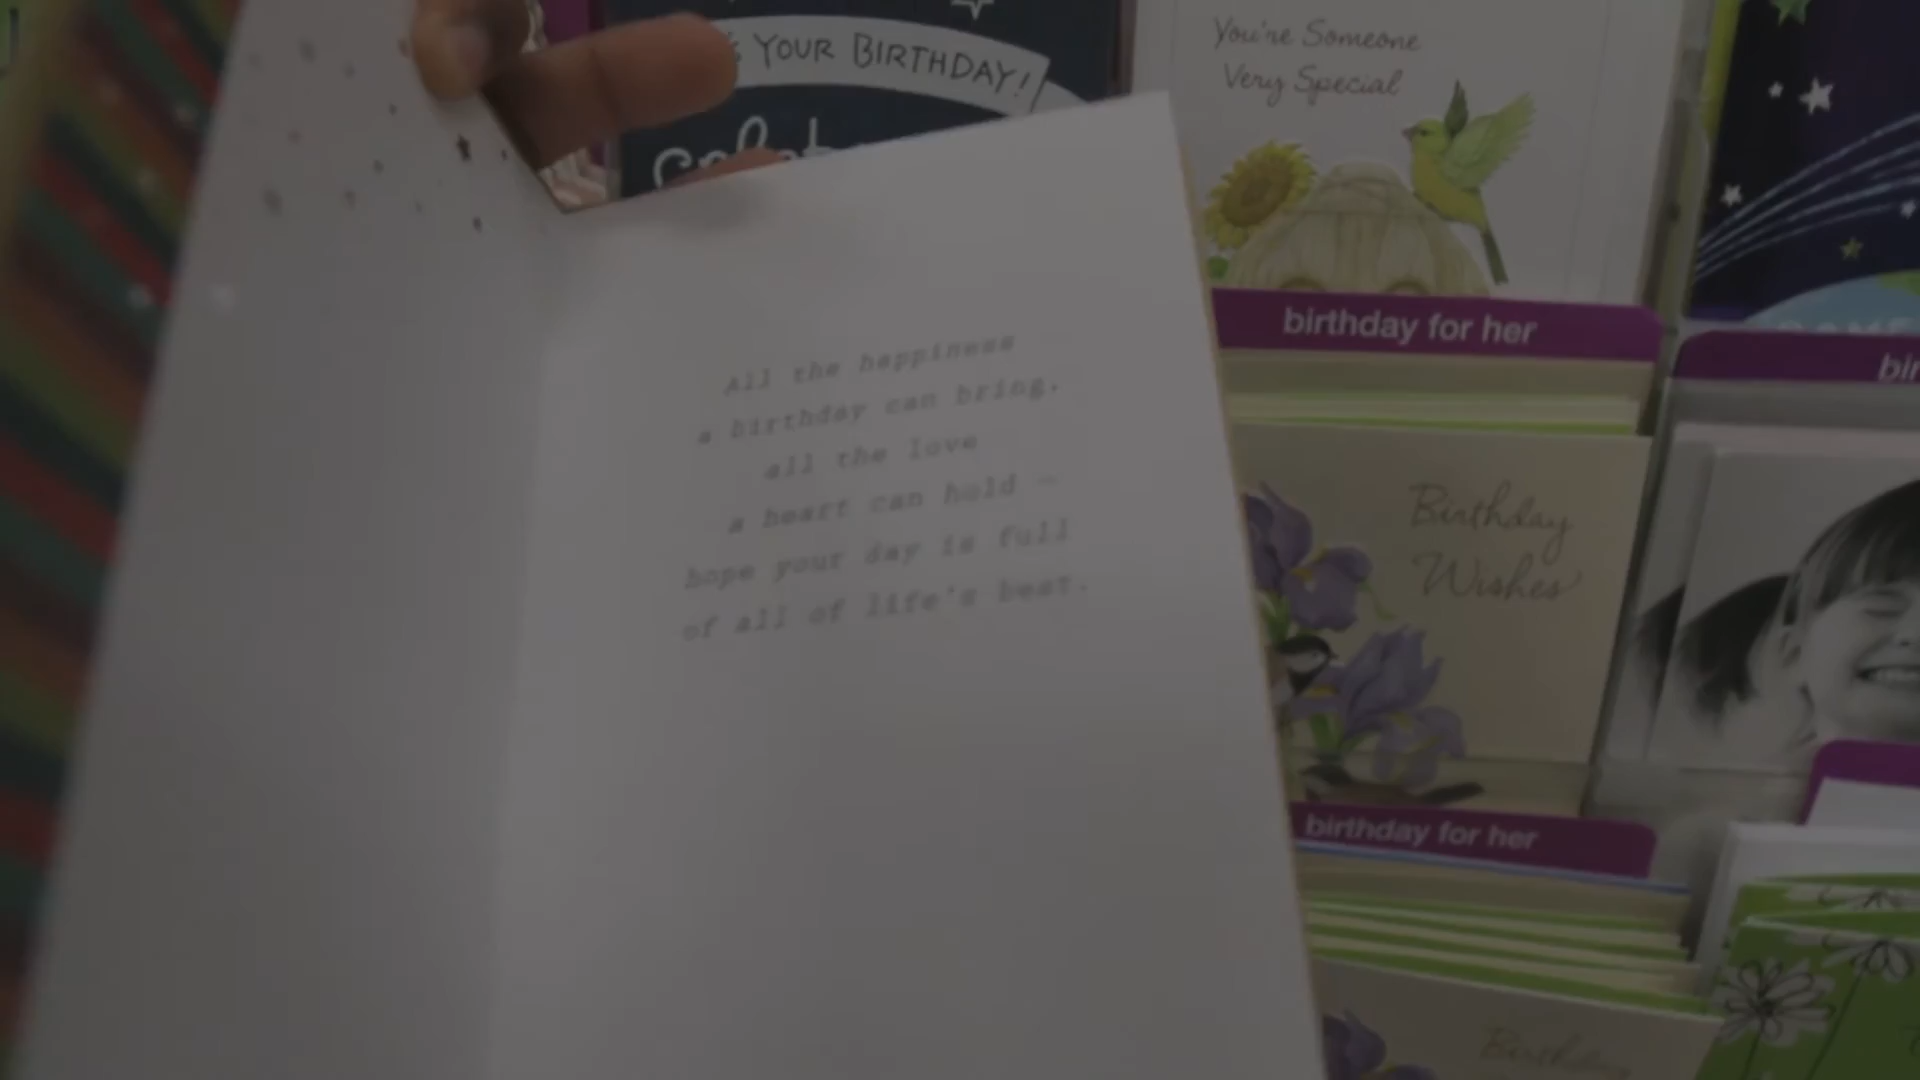 YOUR BIRTHDAY!
You're Someone
Very Special
birthday for her
All the happiness
a birthday can bring,
all the love
a heart can hold —
hope your day is full
of all of life's best.
Birthday
Wishes
birthday for her
Birthday